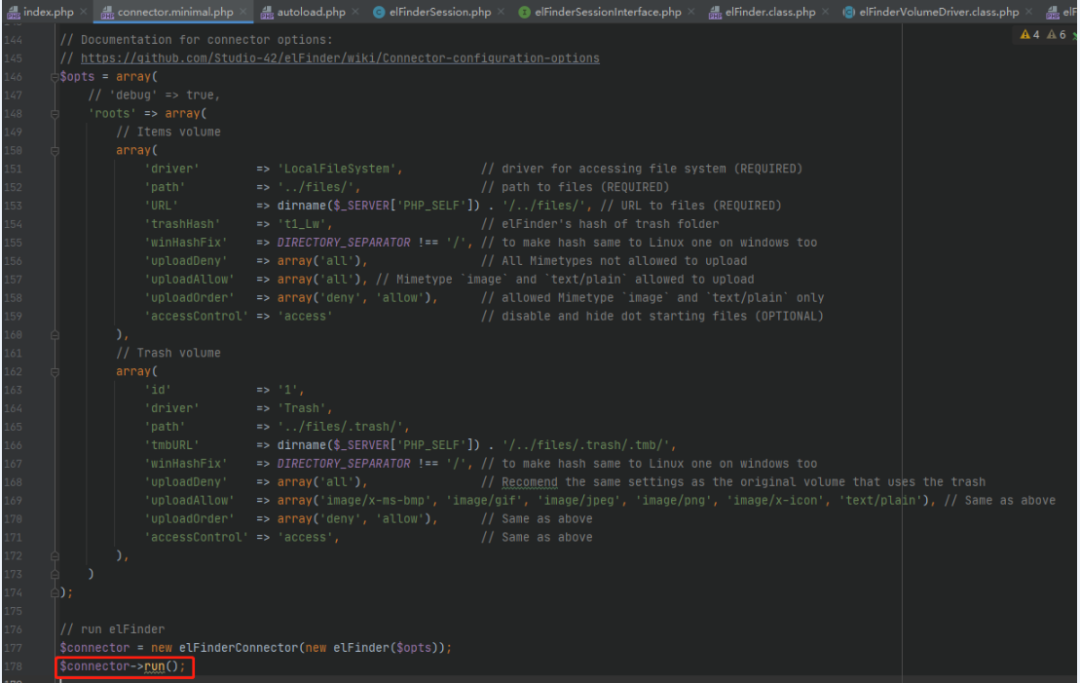 index.php × connector.minimal.php × autoload.php × elFinderSession.php × elFinderSessionInterface.php × elFinder.class.php × elFinderVolumeDriver.class.php × elF
4 6
144 // Documentation for connector options:
145 // https://github.com/Studio-42/elFinder/wiki/Connector-configuration-options
146 $opts = array(
147 // 'debug' => true,
148 'roots' => array(
149 // Items volume
150 array(
151 'driver' => 'LocalFileSystem', // driver for accessing file system (REQUIRED)
152 'path' => '../files/', // path to files (REQUIRED)
153 'URL' => dirname($_SERVER['PHP_SELF']) . '/../files/', // URL to files (REQUIRED)
154 'trashHash' => 't1_Lw', // elFinder's hash of trash folder
155 'winHashFix' => DIRECTORY_SEPARATOR !== '/', // to make hash same to Linux one on windows too
156 'uploadDeny' => array('all'), // All Mimetypes not allowed to upload
157 'uploadAllow' => array('all'), // Mimetype `image` and `text/plain` allowed to upload
158 'uploadOrder' => array('deny', 'allow'), // allowed Mimetype `image` and `text/plain` only
159 'accessControl' => 'access' // disable and hide dot starting files (OPTIONAL)
160 ),
161 // Trash volume
162 array(
163 'id' => '1',
164 'driver' => 'Trash',
165 'path' => '../files/.trash/',
166 'tmbURL' => dirname($_SERVER['PHP_SELF']) . '/../files/.trash/.tmb/',
167 'winHashFix' => DIRECTORY_SEPARATOR !== '/', // to make hash same to Linux one on windows too
168 'uploadDeny' => array('all'), // Recomend the same settings as the original volume that uses the trash
169 'uploadAllow' => array('image/x-ms-bmp', 'image/gif', 'image/jpeg', 'image/png', 'image/x-icon', 'text/plain'), // Same as above
170 'uploadOrder' => array('deny', 'allow'), // Same as above
171 'accessControl' => 'access', // Same as above
172 ),
173 )
174 );
175
176 // run elFinder
177 $connector = new elFinderConnector(new elFinder($opts));
178 $connector->run();